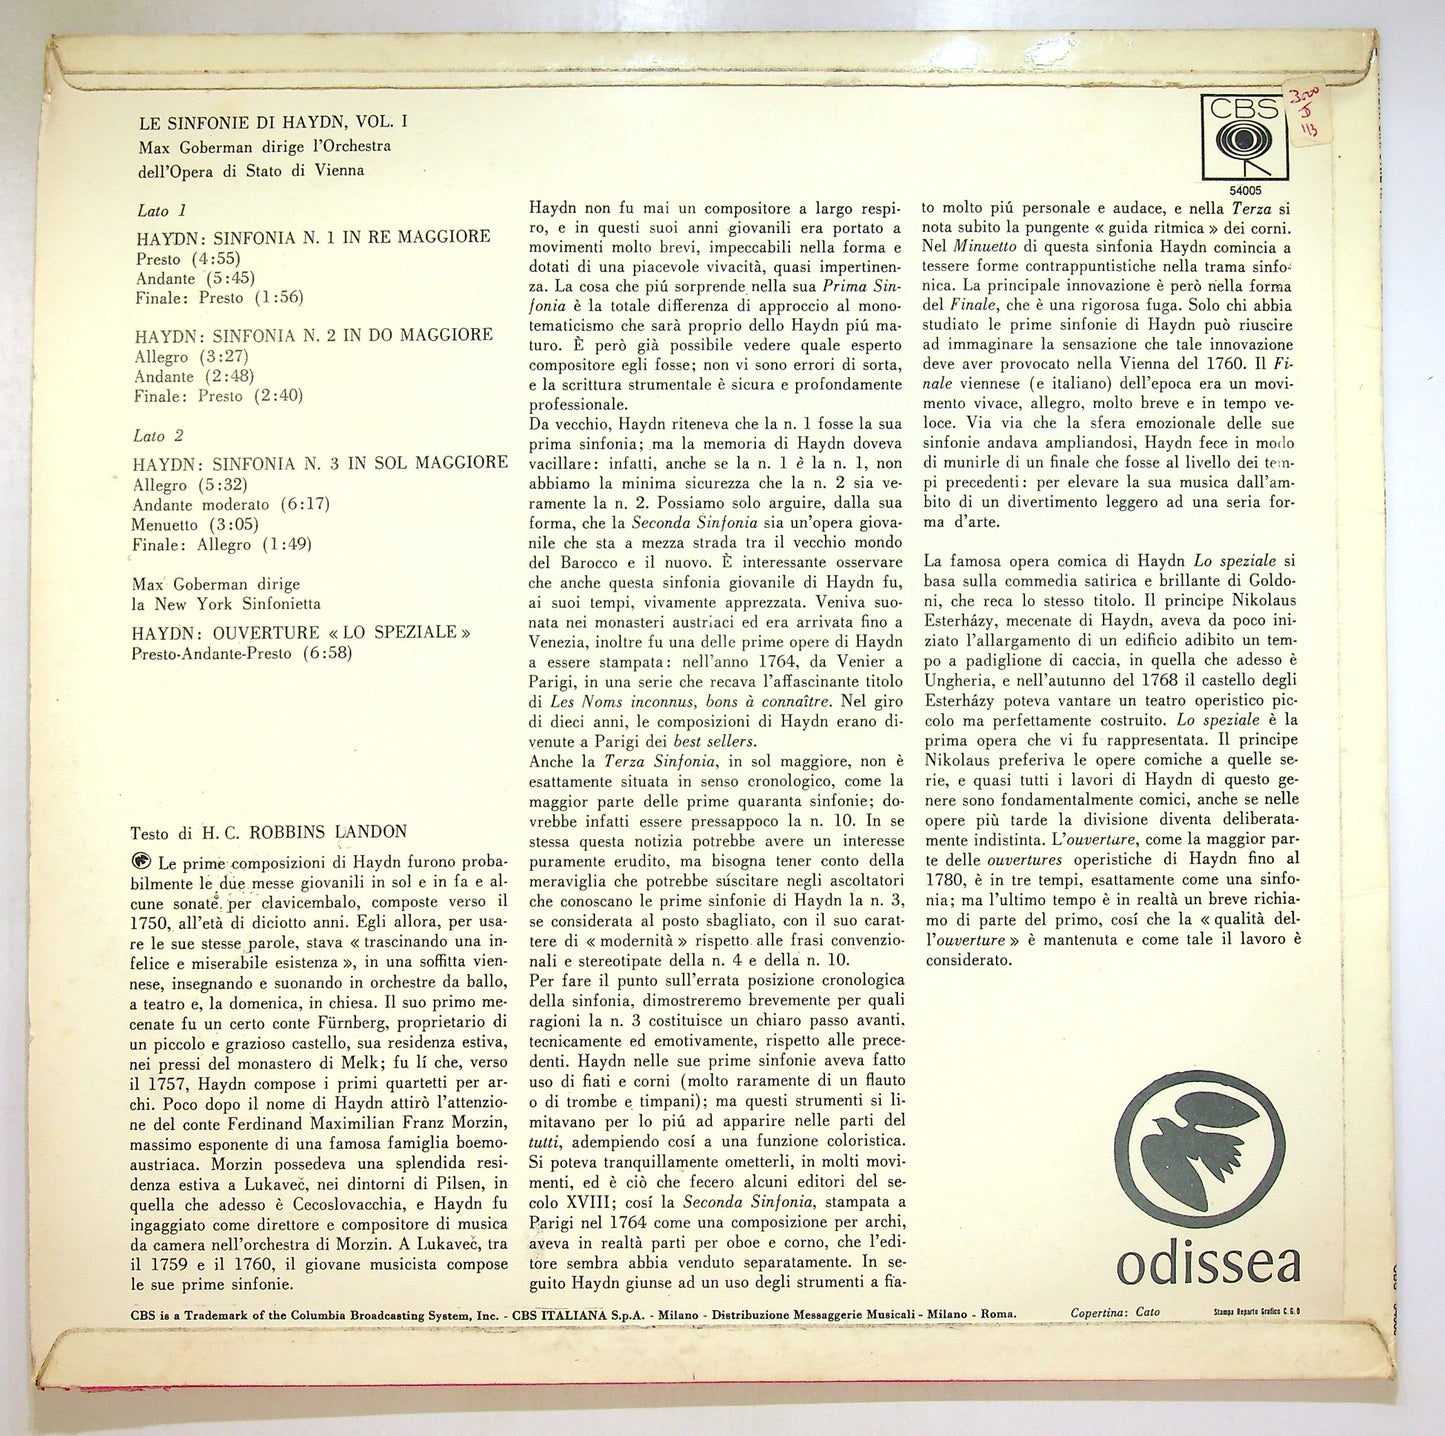 LE SINFONIE DI HAYDN, VOL. I
Max Goberman dirige l'Orchestra
dell'Opera di Stato di Vienna
CBS
54005
3000
113
Lato 1
HAYDN: SINFONIA N. 1 IN RE MAGGIORE
Presto (4:55)
Andante (5:45)
Finale: Presto (1:56)
HAYDN: SINFONIA N. 2 IN DO MAGGIORE
Allegro (3:27)
Andante (2:48)
Finale: Presto (2:40)
Lato 2
HAYDN: SINFONIA N. 3 IN SOL MAGGIORE
Allegro (5:32)
Andante moderato (6:17)
Menuetto (3:05)
Finale: Allegro (1:49)
Max Goberman dirige
la New York Sinfonietta
HAYDN: OUVERTURE « LO SPEZIALE »
Presto-Andante-Presto (6:58)
Testo di H. C. ROBBINS LANDON
Le prime composizioni di Haydn furono proba-
bilmente le due messe giovanili in sol e in fa e al-
cune sonate per clavicembalo, composte verso il
1750, all'età di diciotto anni. Egli allora, per usa-
re le sue stesse parole, stava « trascinando una in-
felice e miserabile esistenza », in una soffitta vien-
nese, insegnando e suonando in orchestre da ballo,
a teatro e, la domenica, in chiesa. Il suo primo me-
cenate fu un certo conte Fürnberg, proprietario di
un piccolo e grazioso castello, sua residenza estiva,
nei pressi del monastero di Melk; fu lí che, verso
il 1757, Haydn compose i primi quartetti per ar-
chi. Poco dopo il nome di Haydn attirò l'attenzio-
ne del conte Ferdinand Maximilian Franz Morzin,
massimo esponente di una famosa famiglia boemo-
austriaca. Morzin possedeva una splendida resi-
denza estiva a Lukaveč, nei dintorni di Pilsen, in
quella che adesso è Cecoslovacchia, e Haydn fu
ingaggiato come direttore e compositore di musica
da camera nell'orchestra di Morzin. A Lukaveč, tra
il 1759 e il 1760, il giovane musicista compose
le sue prime sinfonie.
Haydn non fu mai un compositore a largo respi-
ro, e in questi suoi anni giovanili era portato a
movimenti molto brevi, impeccabili nella forma e
dotati di una piacevole vivacità, quasi impertinen-
za. La cosa che piú sorprende nella sua Prima Sin-
fonia è la totale differenza di approccio al mono-
tematicismo che sarà proprio dello Haydn piú ma-
turo. È però già possibile vedere quale esperto
compositore egli fosse; non vi sono errori di sorta,
e la scrittura strumentale è sicura e profondamente
professionale.
Da vecchio, Haydn riteneva che la n. 1 fosse la sua
prima sinfonia; ma la memoria di Haydn doveva
vacillare: infatti, anche se la n. 1 è la n. 1, non
abbiamo la minima sicurezza che la n. 2 sia ve-
ramente la n. 2. Possiamo solo arguire, dalla sua
forma, che la Seconda Sinfonia sia un'opera giova-
nile che sta a mezza strada tra il vecchio mondo
del Barocco e il nuovo. È interessante osservare
che anche questa sinfonia giovanile di Haydn fu,
ai suoi tempi, vivamente apprezzata. Veniva suo-
nata nei monasteri austriaci ed era arrivata fino a
Venezia, inoltre fu una delle prime opere di Haydn
a essere stampata: nell'anno 1764, da Venier a
Parigi, in una serie che recava l'affascinante titolo
di Les Noms inconnus, bons à connaître. Nel giro
di dieci anni, le composizioni di Haydn erano di-
venute a Parigi dei best sellers.
Anche la Terza Sinfonia, in sol maggiore, non è
esattamente situata in senso cronologico, come la
maggior parte delle prime quaranta sinfonie; do-
vrebbe infatti essere pressappoco la n. 10. In se
stessa questa notizia potrebbe avere un interesse
puramente erudito, ma bisogna tener conto della
meraviglia che potrebbe suscitare negli ascoltatori
che conoscano le prime sinfonie di Haydn la n. 3,
se considerata al posto sbagliato, con il suo carat-
tere di « modernità » rispetto alle frasi convenzio-
nali e stereotipate della n. 4 e della n. 10.
Per fare il punto sull'errata posizione cronologica
della sinfonia, dimostreremo brevemente per quali
ragioni la n. 3 costituisce un chiaro passo avanti,
tecnicamente ed emotivamente, rispetto alle prece-
denti. Haydn nelle sue prime sinfonie aveva fatto
uso di fiati e corni (molto raramente di un flauto
o di trombe e timpani); ma questi strumenti si li-
mitavano per lo piú ad apparire nelle parti del
tutti, adempiendo cosí a una funzione coloristica.
Si poteva tranquillamente ometterli, in molti movi-
menti, ed è ciò che fecero alcuni editori del se-
colo XVIII; cosí la Seconda Sinfonia, stampata a
Parigi nel 1764 come una composizione per archi,
aveva in realtà parti per oboe e corno, che l'edi-
tore sembra abbia venduto separatamente. In se-
guito Haydn giunse ad un uso degli strumenti a fia-
to molto piú personale e audace, e nella Terza si
nota subito la pungente « guida ritmica » dei corni.
Nel Minuetto di questa sinfonia Haydn comincia a
tessere forme contrappuntistiche nella trama sinfo-
nica. La principale innovazione è però nella forma
del Finale, che è una rigorosa fuga. Solo chi abbia
studiato le prime sinfonie di Haydn può riuscire
ad immaginare la sensazione che tale innovazione
deve aver provocato nella Vienna del 1760. Il Fi-
nale viennese (e italiano) dell'epoca era un movi-
mento vivace, allegro, molto breve e in tempo ve-
loce. Via via che la sfera emozionale delle sue
sinfonie andava ampliandosi, Haydn fece in modo
di munirle di un finale che fosse al livello dei tem-
pi precedenti: per elevare la sua musica dall'am-
bito di un divertimento leggero ad una seria for-
ma d'arte.
La famosa opera comica di Haydn Lo speziale si
basa sulla commedia satirica e brillante di Goldo-
ni, che reca lo stesso titolo. Il principe Nikolaus
Esterházy, mecenate di Haydn, aveva da poco ini-
ziato l'allargamento di un edificio adibito un tem-
po a padiglione di caccia, in quella che adesso è
Ungheria, e nell'autunno del 1768 il castello degli
Esterházy poteva vantare un teatro operistico pic-
colo ma perfettamente costruito. Lo speziale è la
prima opera che vi fu rappresentata. Il principe
Nikolaus preferiva le opere comiche a quelle se-
rie, e quasi tutti i lavori di Haydn di questo ge-
nere sono fondamentalmente comici, anche se nelle
opere più tarde la divisione diventa deliberata-
mente indistinta. L'ouverture, come la maggior par-
te delle ouvertures operistiche di Haydn fino al
1780, è in tre tempi, esattamente come una sinfo-
nia; ma l'ultimo tempo è in realtà un breve richia-
mo di parte del primo, cosí che la « qualità del-
l'ouverture » è mantenuta e come tale il lavoro è
considerato.
odissea
CBS is a Trademark of the Columbia Broadcasting System, Inc. - CBS ITALIANA S.p.A. - Milano - Distribuzione Messaggerie Musicali - Milano - Roma.
Copertina: Cato
Stampa Reparto Grafico C.G.D